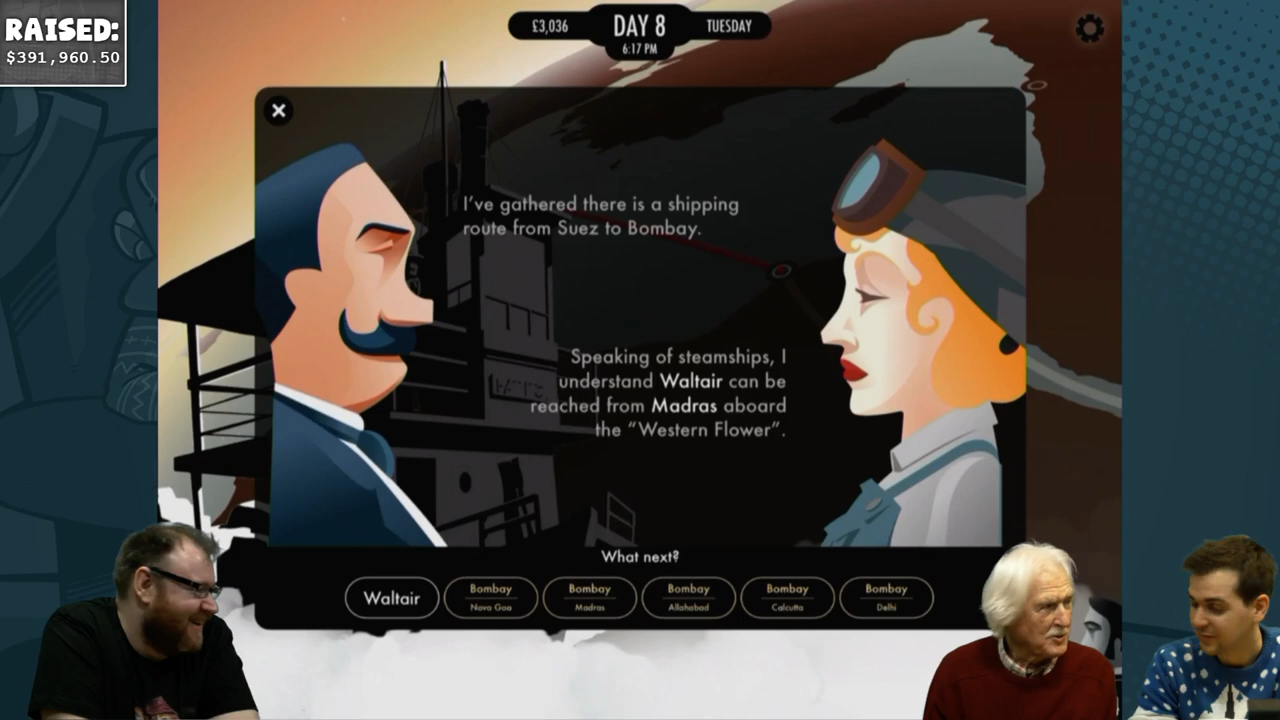 RAISED:
$391,960.50
£3,036
DAY 8
TUESDAY
6:17 PM
I've gathered there is a shipping
route from Suez to Bombay.
Speaking of steamships, I
understand Waltair can be
reached from Madras aboard
the "Western Flower".
What next?
Waltair
Bombay
Nova Goa
Bombay
Madras
Bombay
Allahabad
Bombay
Calcutta
Bombay
Delhi